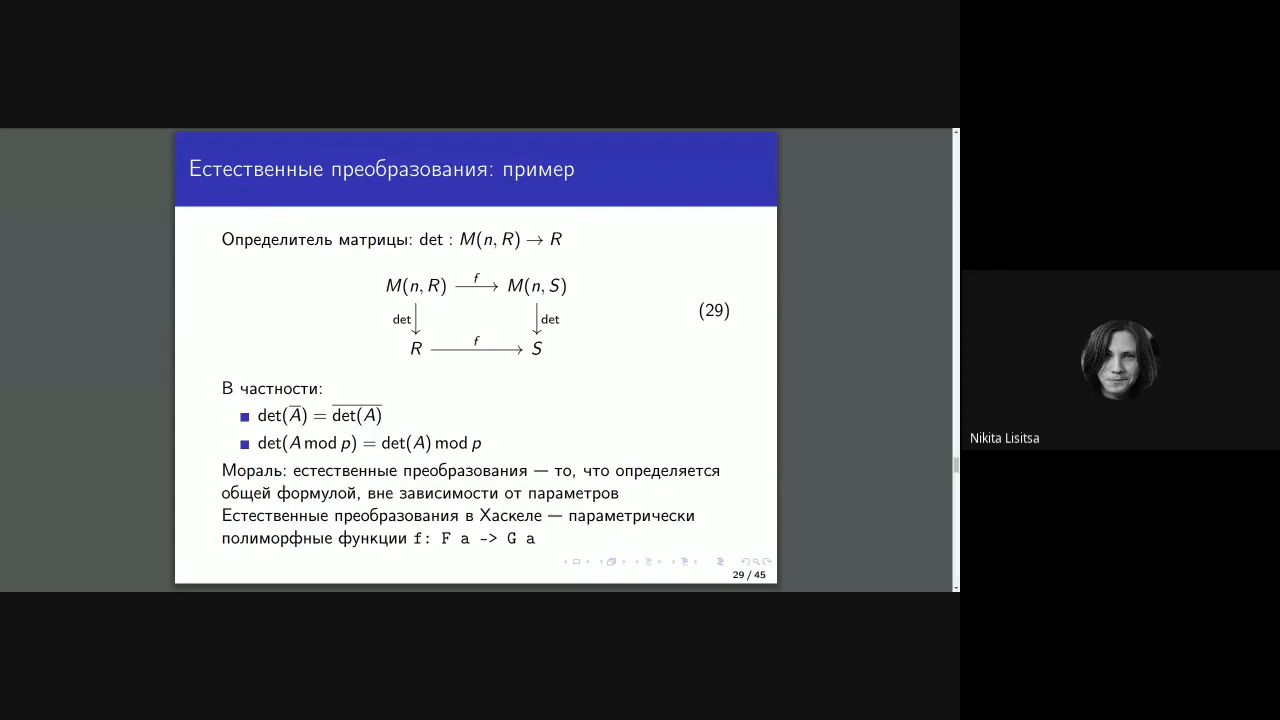 Естественные преобразования: пример
Определитель матрицы: det : M(n, R) → R
M(n, R) f M(n, S)
det det (29)
R f S
В частности:
det(A̅) = d̅e̅t̅(̅A̅)̅
det(A mod p) = det(A) mod p
Мораль: естественные преобразования — то, что определяется
общей формулой, вне зависимости от параметров
Естественные преобразования в Хаскеле — параметрически
полиморфные функции f: F a -> G a
29 / 45
Nikita Lisitsa